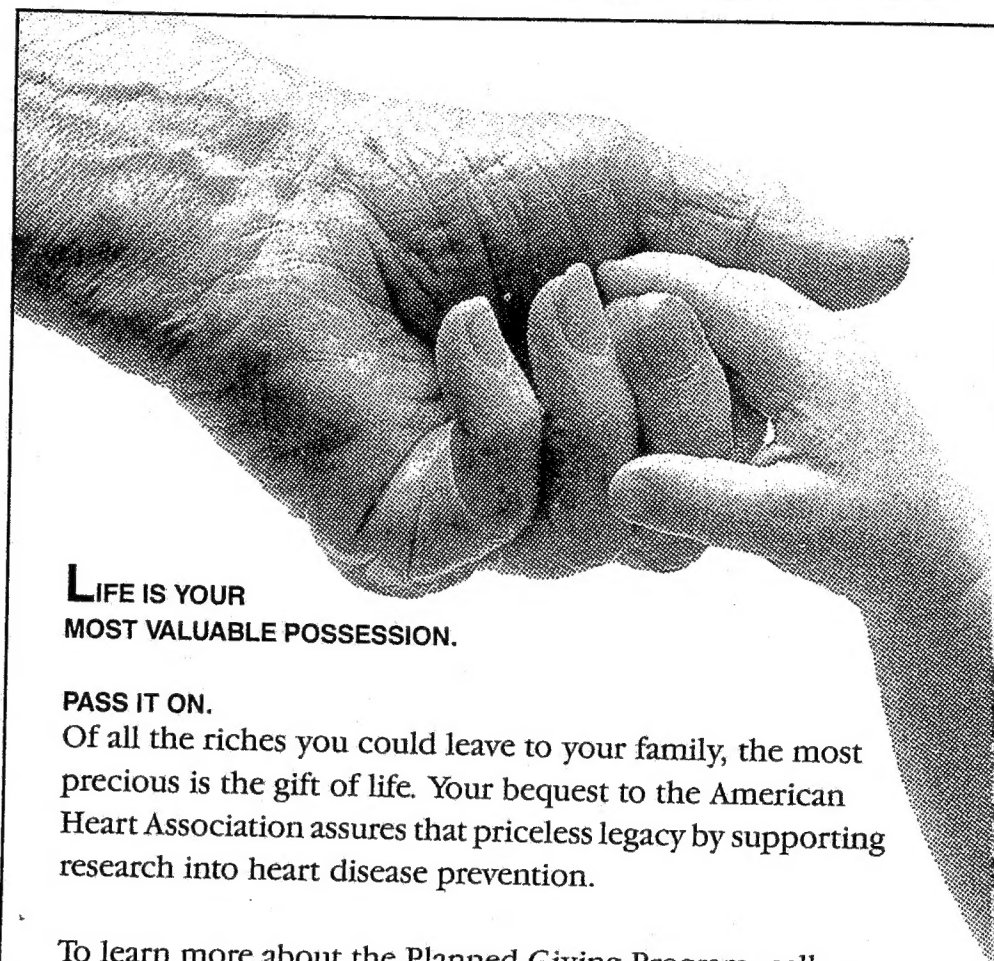 LIFE IS YOUR
MOST VALUABLE POSSESSION.
PASS IT ON.
Of all the riches you could leave to your family, the most
precious is the gift of life. Your bequest to the American
Heart Association assures that priceless legacy by supporting
research into heart disease prevention.
To learn more about the Planned Giving Program, call